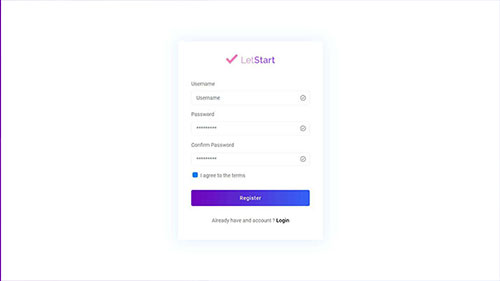 LetStart
Username
Username
Password
*********
Confirm Password
*********
I agree to the terms
Register
Already have and account ? Login